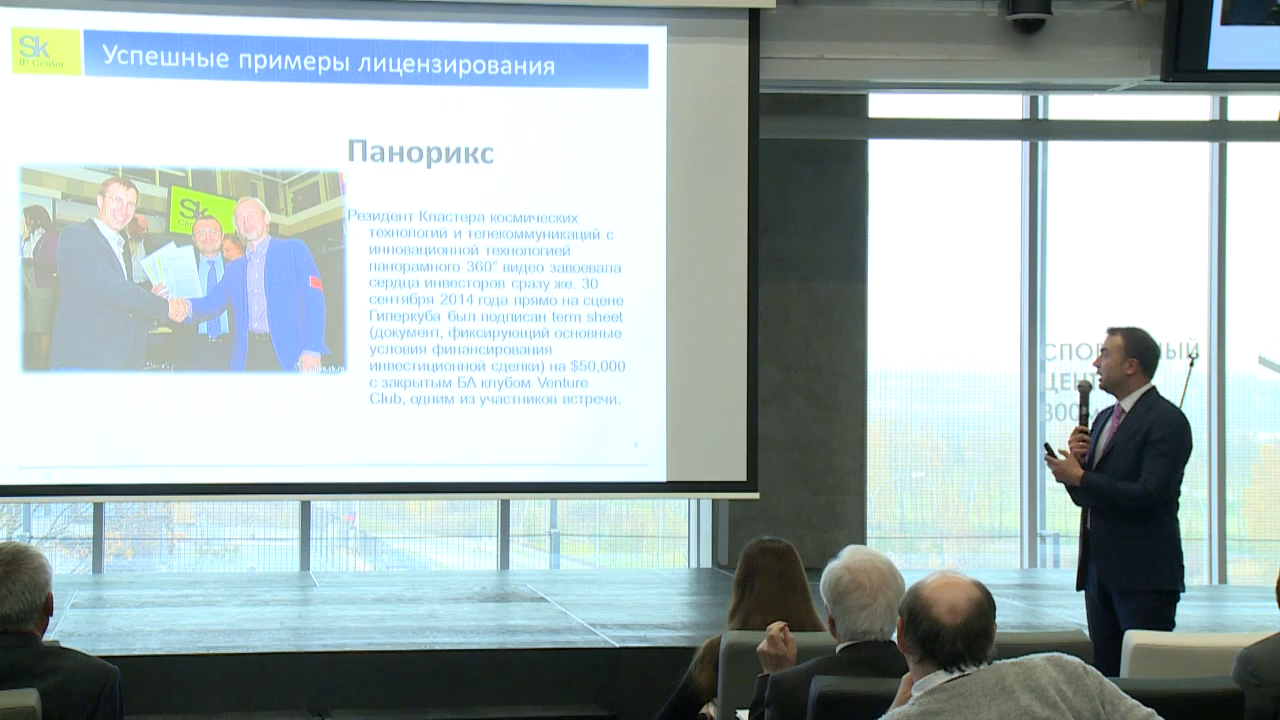 Sk
IP Center
Успешные примеры лицензирования
Панорикс
Sk
Резидент Кластера космических
технологий и телекоммуникаций с
инновационной технологией
панорамного 360° видео завоевала
сердца инвесторов сразу же. 30
сентября 2014 года прямо на сцене
Гиперкуба был подписан term sheet
(документ, фиксирующий основные
условия финансирования
инвестиционной сделки) на $50,000
с закрытым БА клубом Venture
Club, одним из участников встречи.
4